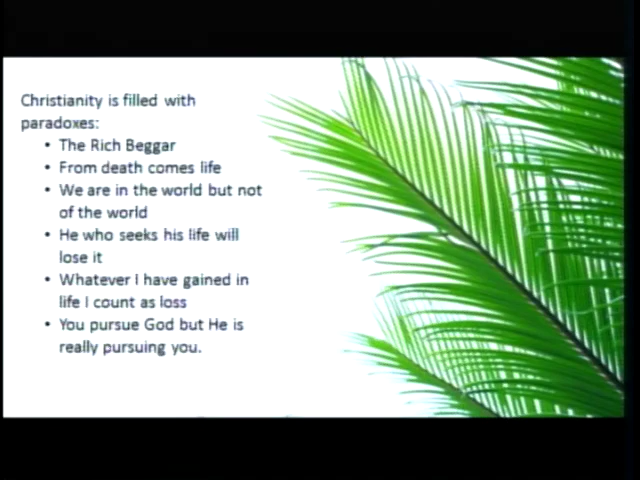 Christianity is filled with
paradoxes:
• The Rich Beggar
• From death comes life
• We are in the world but not
of the world
• He who seeks his life will
lose it
• Whatever I have gained in
life I count as loss
• You pursue God but He is
really pursuing you.